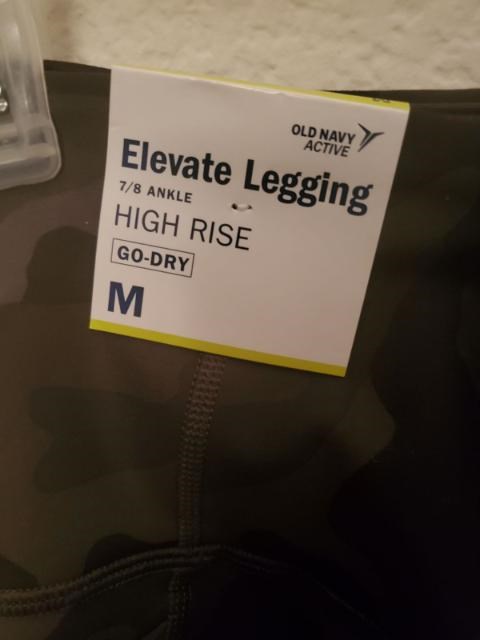 OLD NAVY
ACTIVE
Elevate Legging
7/8 ANKLE
HIGH RISE
GO-DRY
M